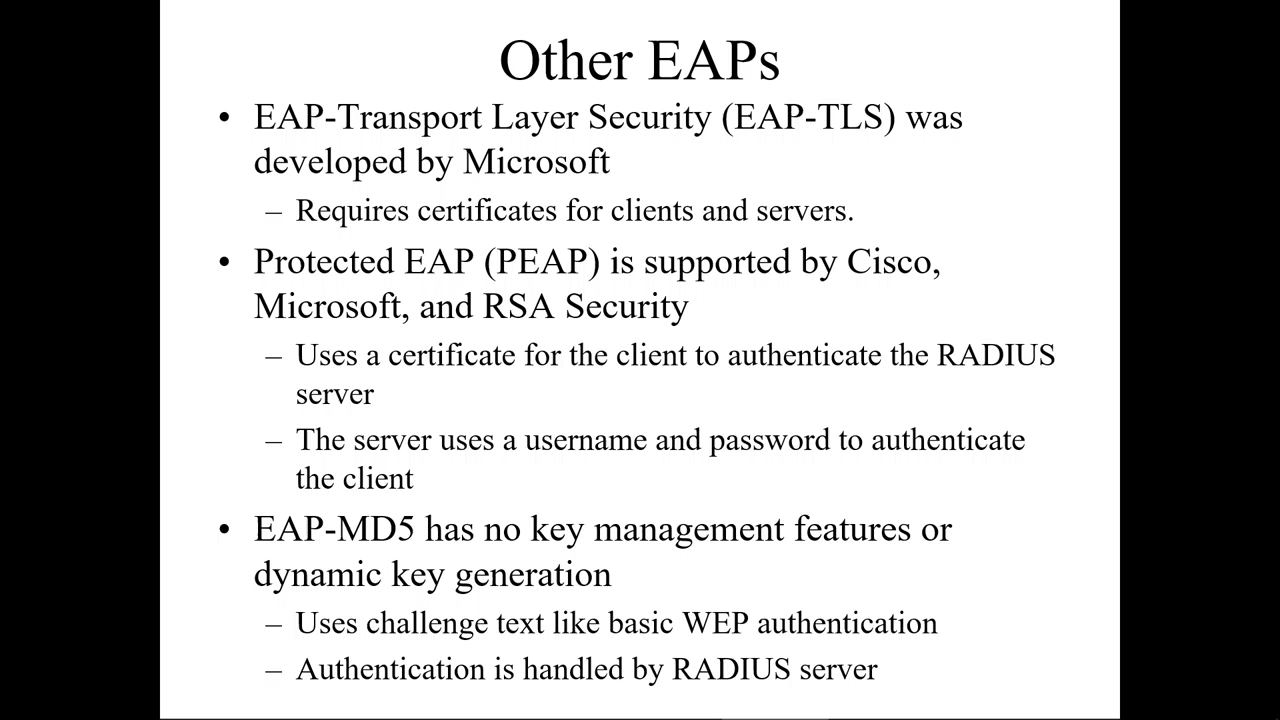 Other EAPs
• EAP-Transport Layer Security (EAP-TLS) was
developed by Microsoft
– Requires certificates for clients and servers.
• Protected EAP (PEAP) is supported by Cisco,
Microsoft, and RSA Security
– Uses a certificate for the client to authenticate the RADIUS
server
– The server uses a username and password to authenticate
the client
• EAP-MD5 has no key management features or
dynamic key generation
– Uses challenge text like basic WEP authentication
– Authentication is handled by RADIUS server